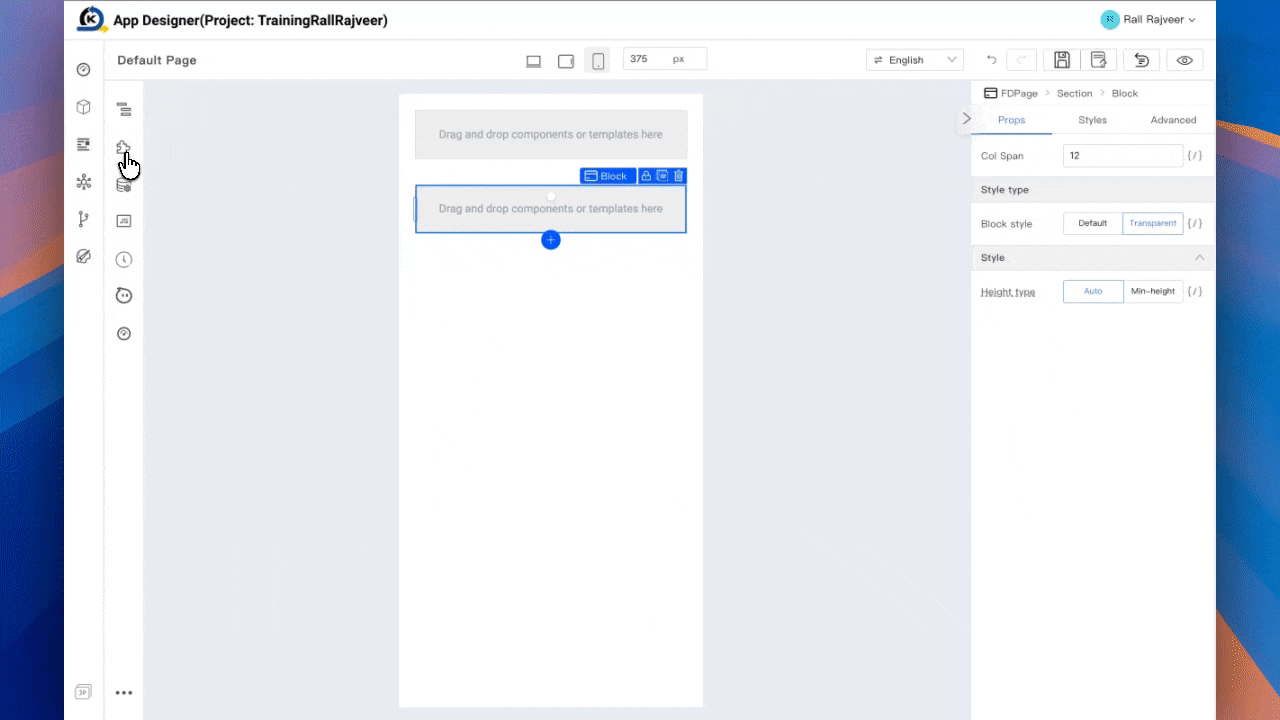 App Designer(Project: TrainingRallRajveer)
R
Rall Rajveer
Default Page
375 px
English
FDPage > Section > Block
Props Styles Advanced
Drag and drop components or templates here
Col Span 12 {/}
Block
Style type
Drag and drop components or templates here
Block style Default Transparent {/}
JS
Style
Height type Auto Min-height {/}